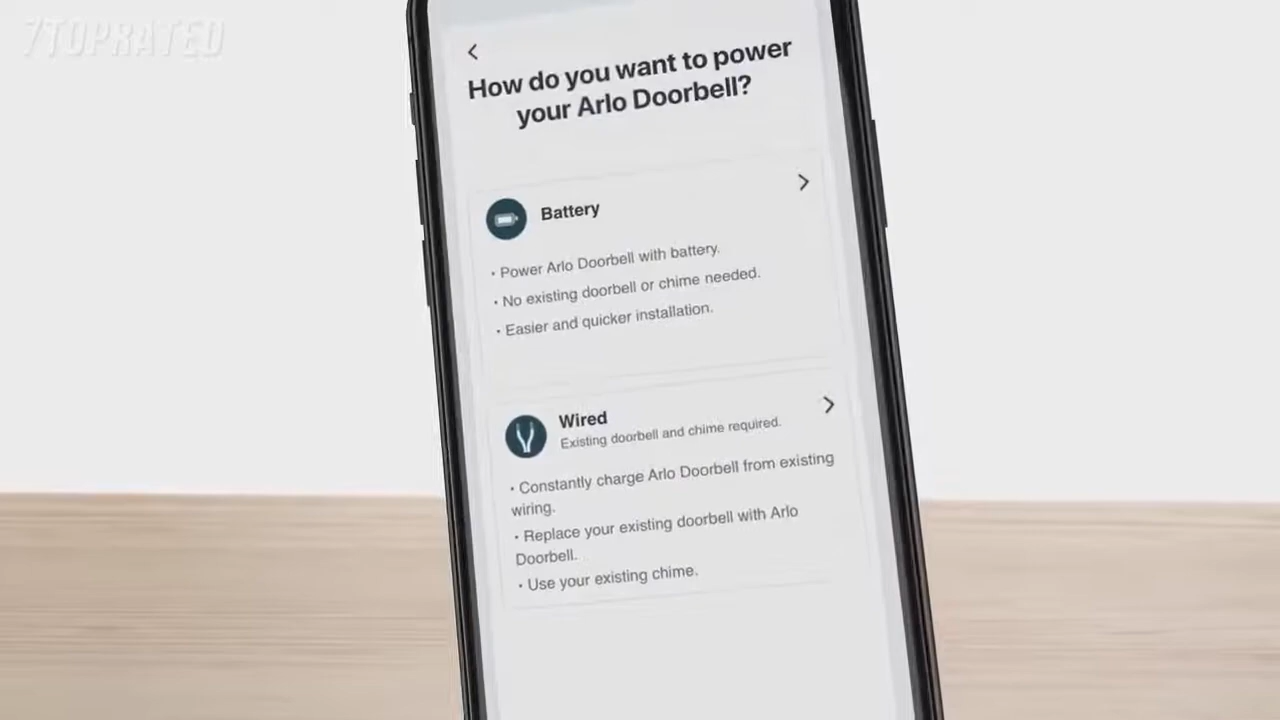 7TOPRATED
How do you want to power
your Arlo Doorbell?
Battery
• Power Arlo Doorbell with battery.
• No existing doorbell or chime needed.
• Easier and quicker installation.
Wired
Existing doorbell and chime required.
• Constantly charge Arlo Doorbell from existing
wiring.
• Replace your existing doorbell with Arlo
Doorbell.
• Use your existing chime.